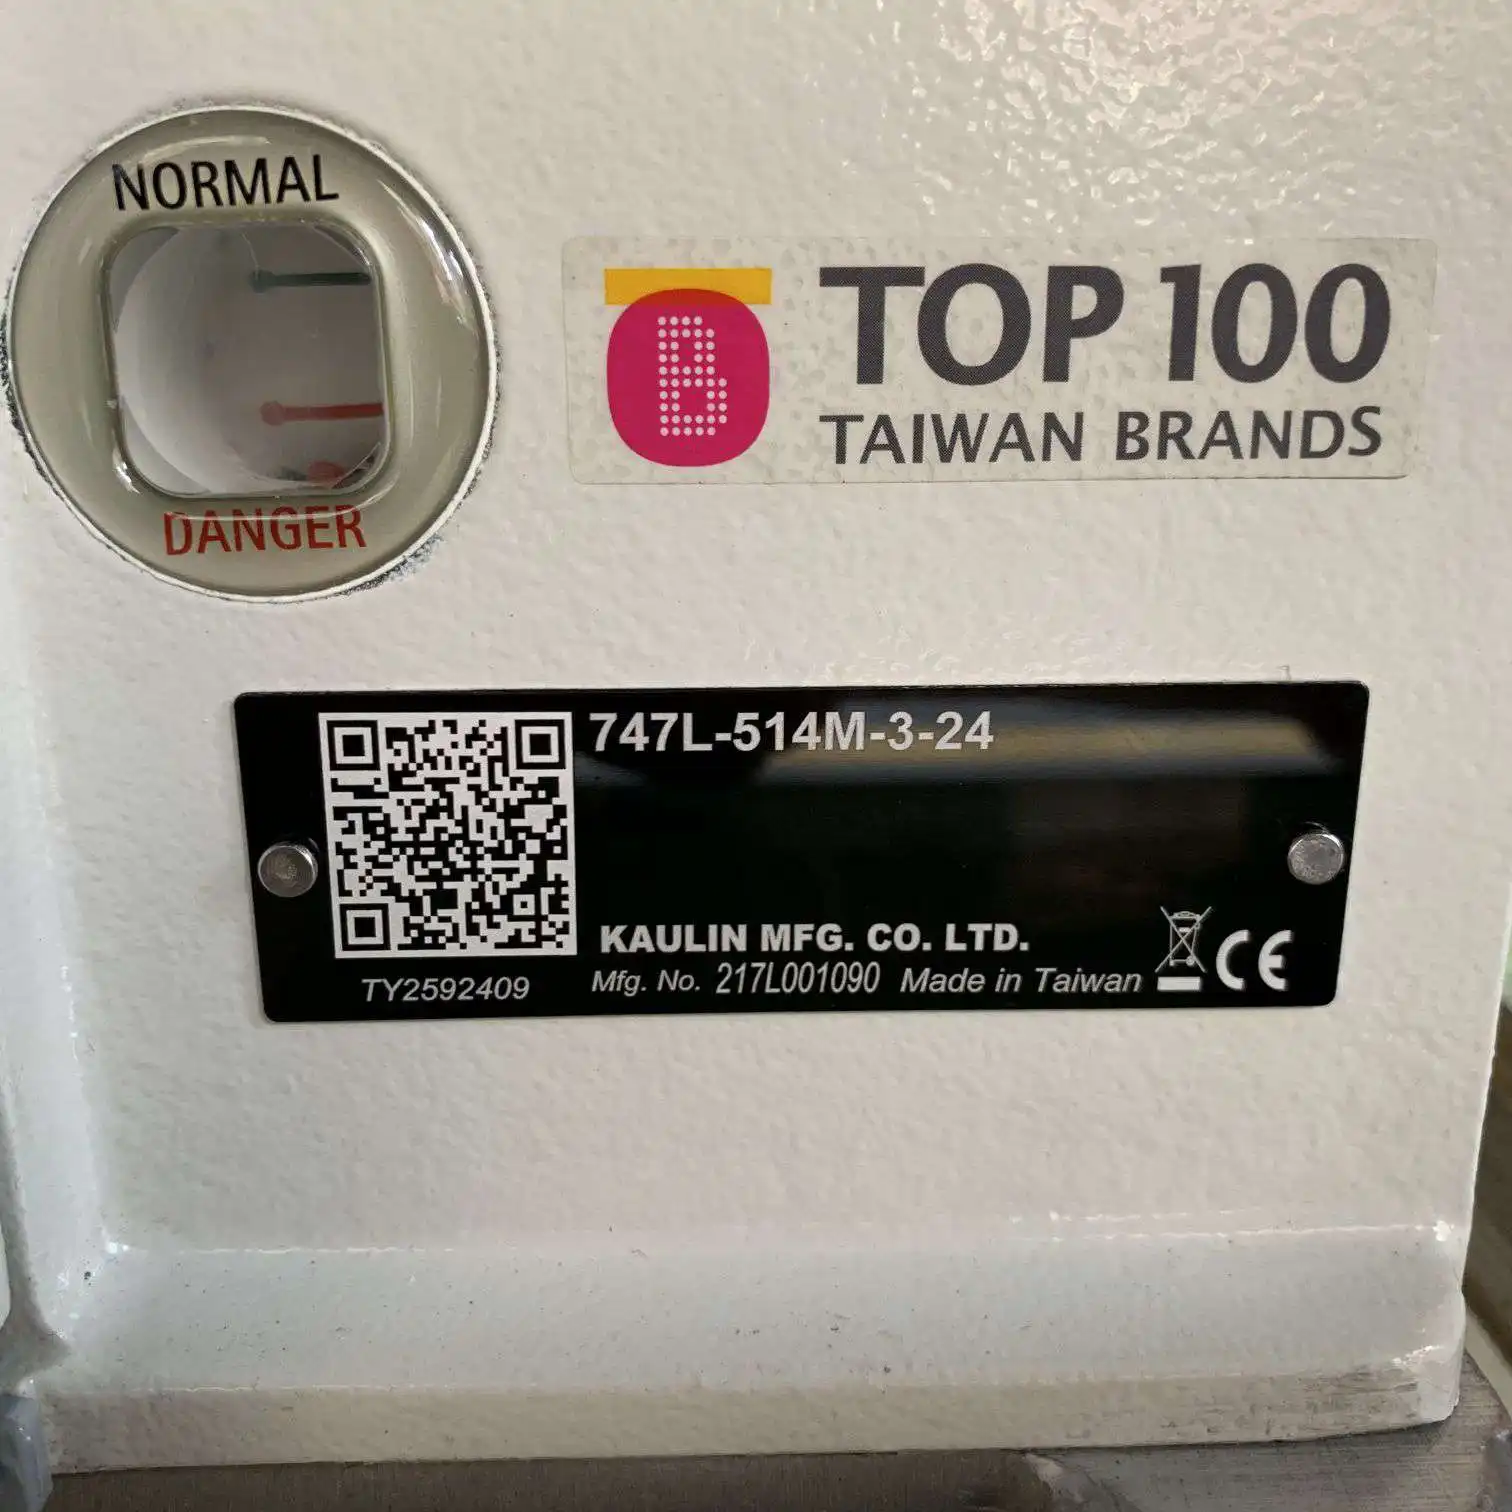 NORMAL
DANGER
B
TOP 100
TAIWAN BRANDS
747L-514M-3-24
KAULIN MFG. CO. LTD.
TY2592409
Mfg. No. 217L001090 Made in Taiwan
CE